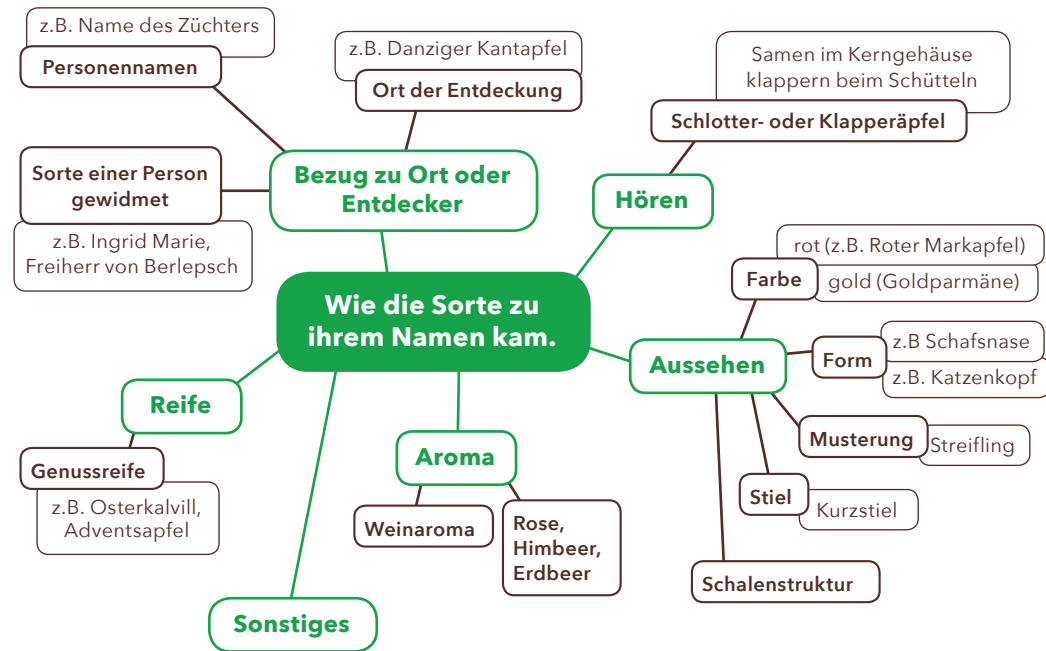 z.B. Name des Züchters
Personennamen
z.B. Danziger Kantapfel
Ort der Entdeckung
Samen im Kerngehäuse
klappern beim Schütteln
Schlotter- oder Klapperäpfel
Sorte einer Person
gewidmet
z.B. Ingrid Marie,
Freiherr von Berlepsch
Bezug zu Ort oder
Entdecker
Hören
Wie die Sorte zu
ihrem Namen kam.
rot (z.B. Roter Markapfel)
Farbe
gold (Goldparmäne)
Aussehen
Form
z.B Schafsnase
z.B. Katzenkopf
Musterung
Streifling
Stiel
Kurzstiel
Schalenstruktur
Reife
Genussreife
z.B. Osterkalvill,
Adventsapfel
Aroma
Weinaroma
Rose,
Himbeer,
Erdbeer
Sonstiges